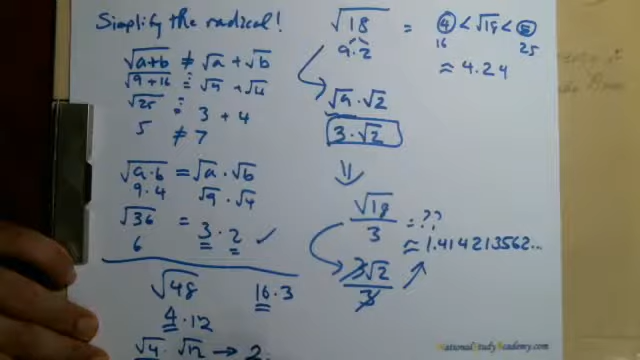 Simplify the radical!
√a+b ≠ √a + √b
√9+16 = √9 + √4
√25 = 3 + 4
5 ≠ 7
√a·b = √a · √b
9·4 √9 · √4
√36 = 3 · 2 ✓
6
√48 16·3
4·12
√4 · √12 → 2.
√18 = 4 < √18 < 5
9·2 16 25
≈ 4.24
√9 · √2
3 · √2
⇓
√18/3 = ??
≈ 1.414213562...
3√2/3
NationalStudyAcademy.com